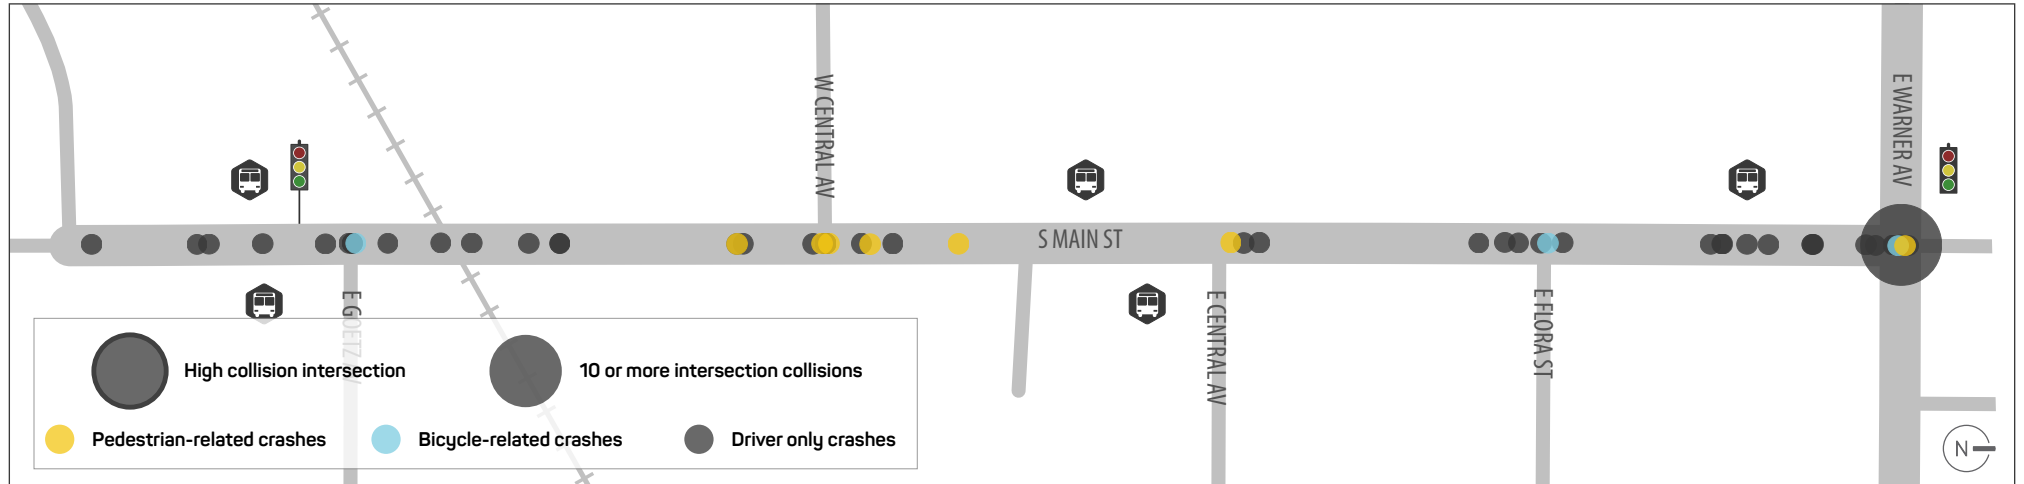 W CENTRAL AV
E WARNER AV
S MAIN ST
E GOETZ AV
E CENTRAL AV
E FLORA ST
High collision intersection
10 or more intersection collisions
Pedestrian-related crashes
Bicycle-related crashes
Driver only crashes
N